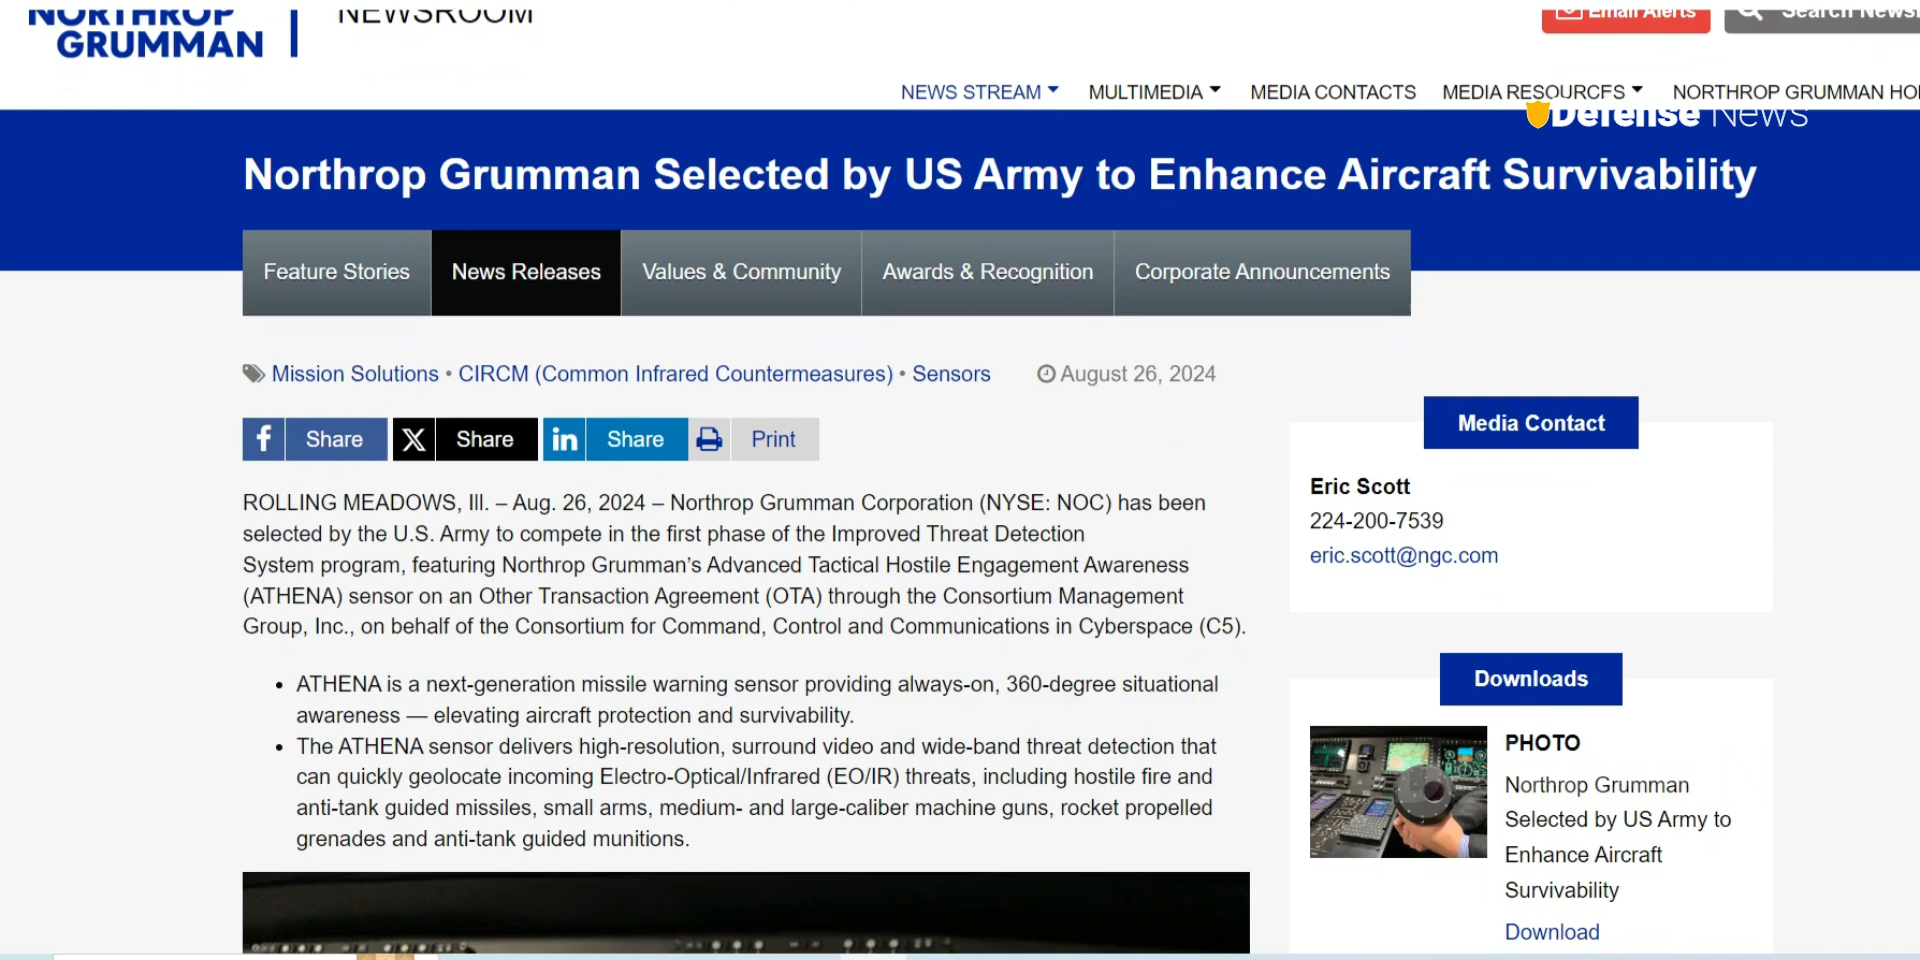 NORTHROP
GRUMMAN
NEWSROOM
Email Alerts
NEWS STREAM
MULTIMEDIA
MEDIA CONTACTS
MEDIA RESOURCES
NORTHROP GRUMMAN
Defense News
Northrop Grumman Selected by US Army to Enhance Aircraft Survivability
Feature Stories
News Releases
Values & Community
Awards & Recognition
Corporate Announcements
Mission Solutions • CIRCM (Common Infrared Countermeasures) • Sensors
August 26, 2024
Share
Share
Share
Print
ROLLING MEADOWS, Ill. – Aug. 26, 2024 – Northrop Grumman Corporation (NYSE: NOC) has been
selected by the U.S. Army to compete in the first phase of the Improved Threat Detection
System program, featuring Northrop Grumman’s Advanced Tactical Hostile Engagement Awareness
(ATHENA) sensor on an Other Transaction Agreement (OTA) through the Consortium Management
Group, Inc., on behalf of the Consortium for Command, Control and Communications in Cyberspace (C5).
• ATHENA is a next-generation missile warning sensor providing always-on, 360-degree situational
awareness — elevating aircraft protection and survivability.
• The ATHENA sensor delivers high-resolution, surround video and wide-band threat detection that
can quickly geolocate incoming Electro-Optical/Infrared (EO/IR) threats, including hostile fire and
anti-tank guided missiles, small arms, medium- and large-caliber machine guns, rocket propelled
grenades and anti-tank guided munitions.
Media Contact
Eric Scott
224-200-7539
eric.scott@ngc.com
Downloads
PHOTO
Northrop Grumman
Selected by US Army to
Enhance Aircraft
Survivability
Download